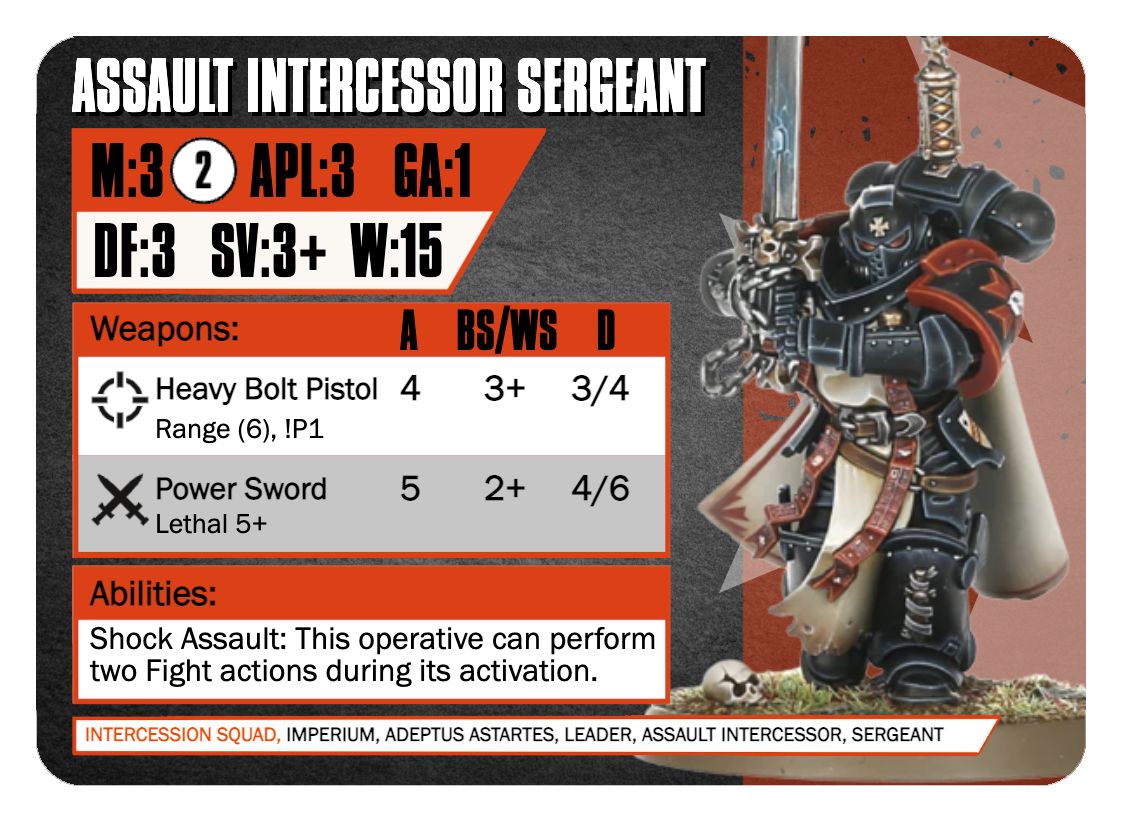 ASSAULT INTERCESSOR SERGEANT
M:3 2 APL:3 GA:1
DF:3 SV:3+ W:15
Weapons: A BS/WS D
Heavy Bolt Pistol 4 3+ 3/4
Range (6), !P1
Power Sword 5 2+ 4/6
Lethal 5+
Abilities:
Shock Assault: This operative can perform
two Fight actions during its activation.
INTERCESSION SQUAD, IMPERIUM, ADEPTUS ASTARTES, LEADER, ASSAULT INTERCESSOR, SERGEANT